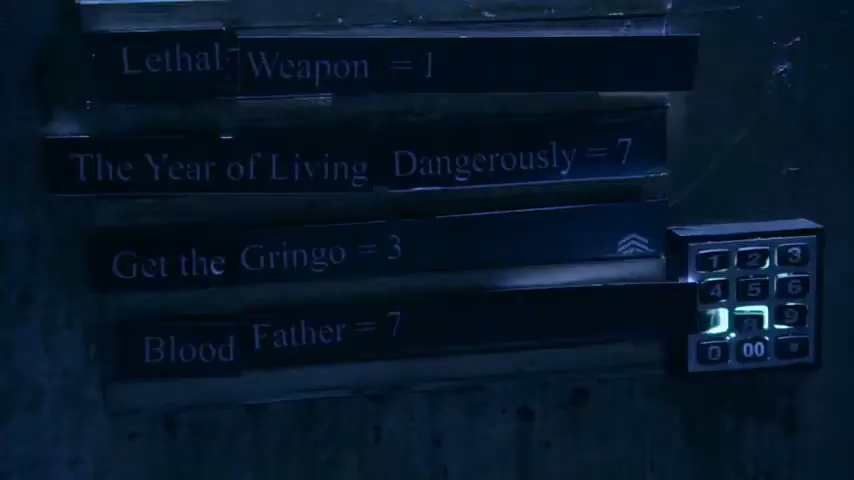 Lethal Weapon = 1
The Year of Living Dangerously = 7
Get the Gringo = 3
Blood Father = 7
1 2 3
4 5 6
8 9
0 00 *